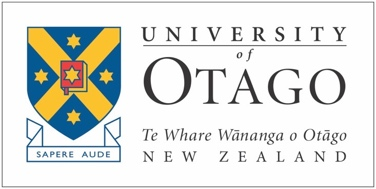 UNIVERSITY
of
OTAGO
Te Whare Wānanga o Otāgo
NEW ZEALAND
SAPERE AUDE